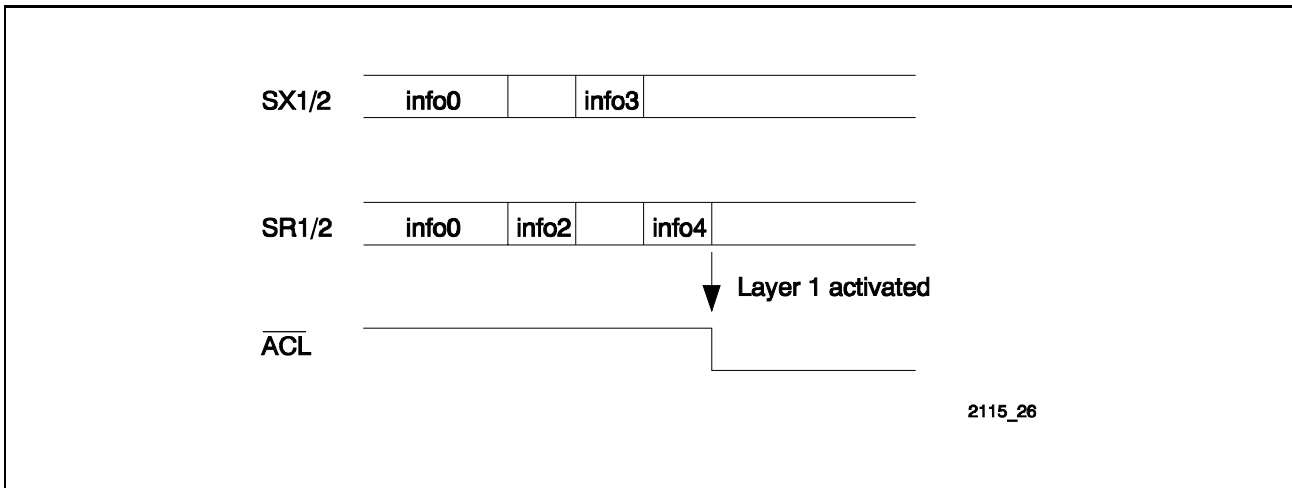 SX1/2 info0 info3
SR1/2 info0 info2 info4
Layer 1 activated
ACL
2115_26